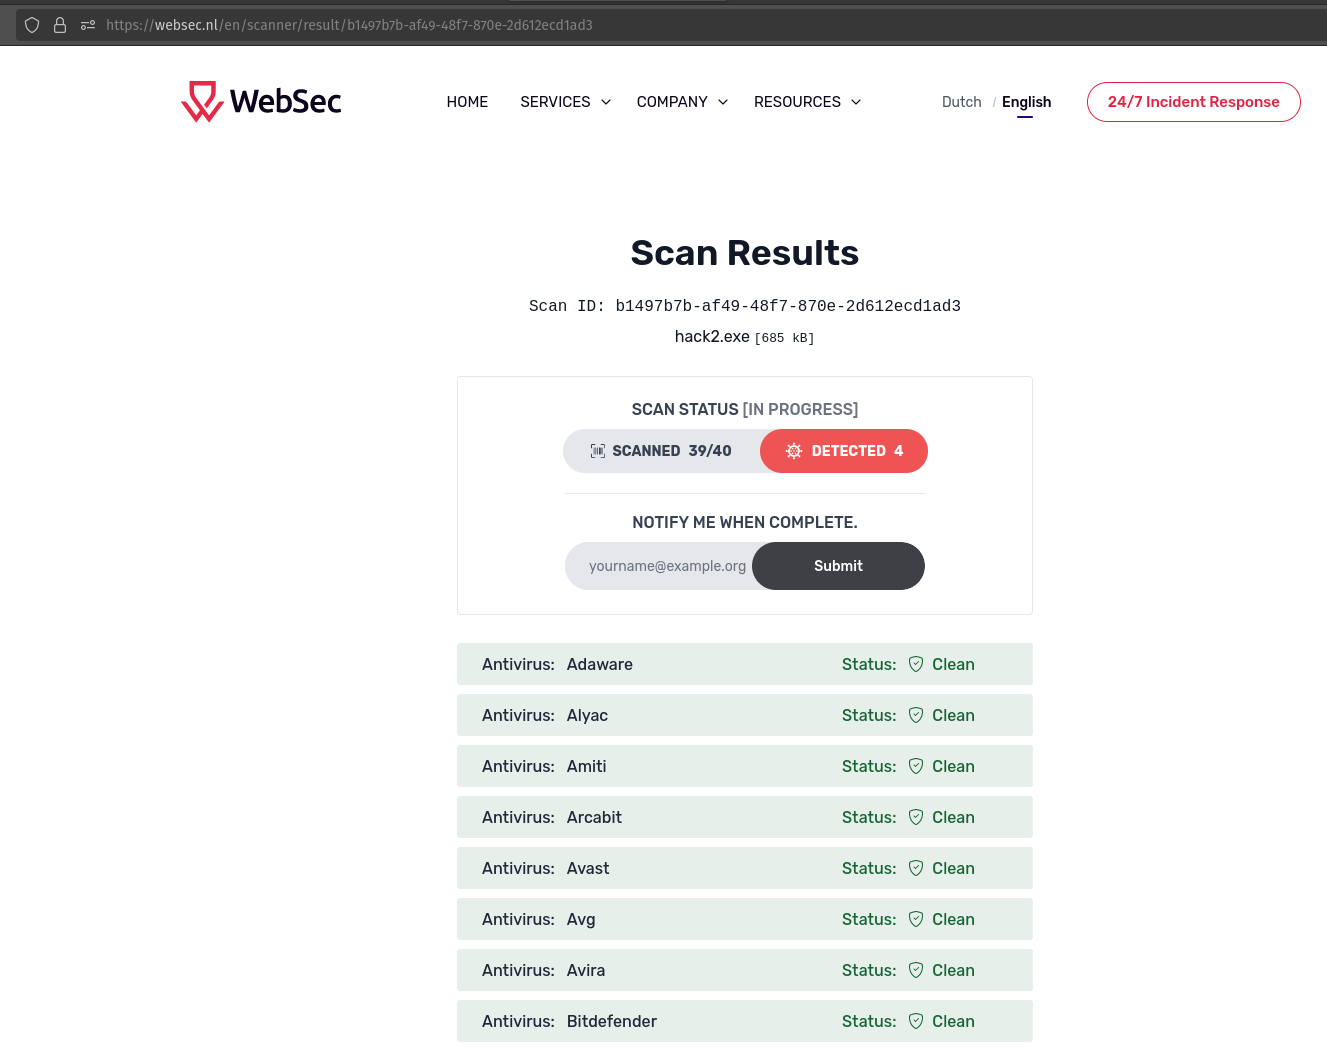 https://websec.nl/en/scanner/result/b1497b7b-af49-48f7-870e-2d612ecd1ad3
WebSec HOME SERVICES COMPANY RESOURCES Dutch / English 24/7 Incident Response
Scan Results
Scan ID: b1497b7b-af49-48f7-870e-2d612ecd1ad3
hack2.exe [685 kB]
SCAN STATUS [IN PROGRESS]
SCANNED 39/40 DETECTED 4
NOTIFY ME WHEN COMPLETE.
yourname@example.org Submit
Antivirus: Adaware Status: Clean
Antivirus: Alyac Status: Clean
Antivirus: Amiti Status: Clean
Antivirus: Arcabit Status: Clean
Antivirus: Avast Status: Clean
Antivirus: Avg Status: Clean
Antivirus: Avira Status: Clean
Antivirus: Bitdefender Status: Clean